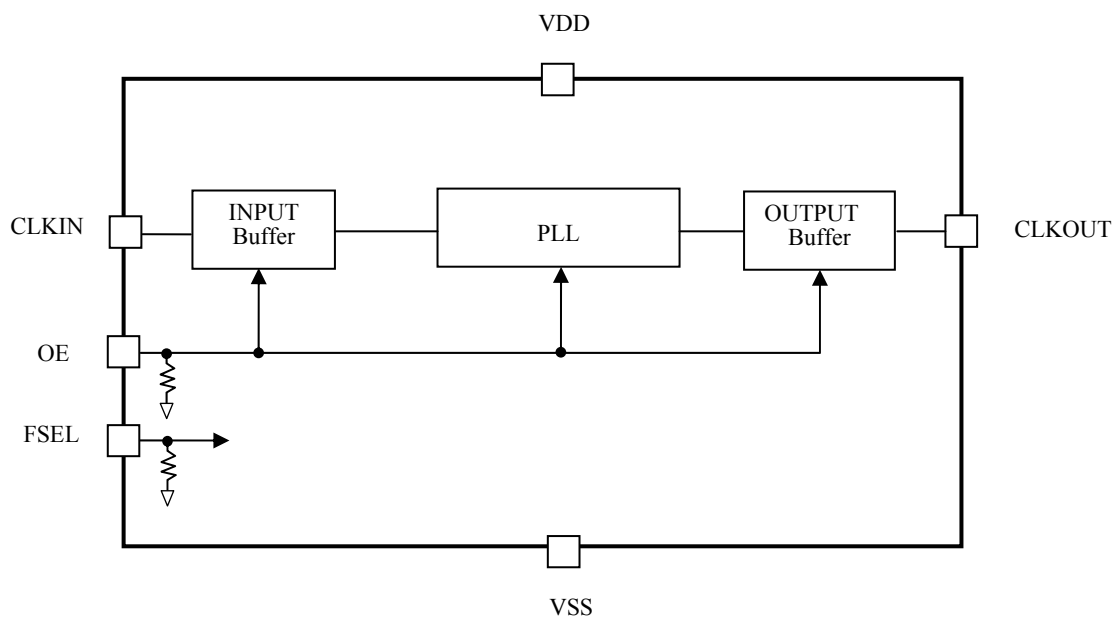 VDD
CLKIN
INPUT
Buffer
PLL
OUTPUT
Buffer
CLKOUT
OE
FSEL
VSS